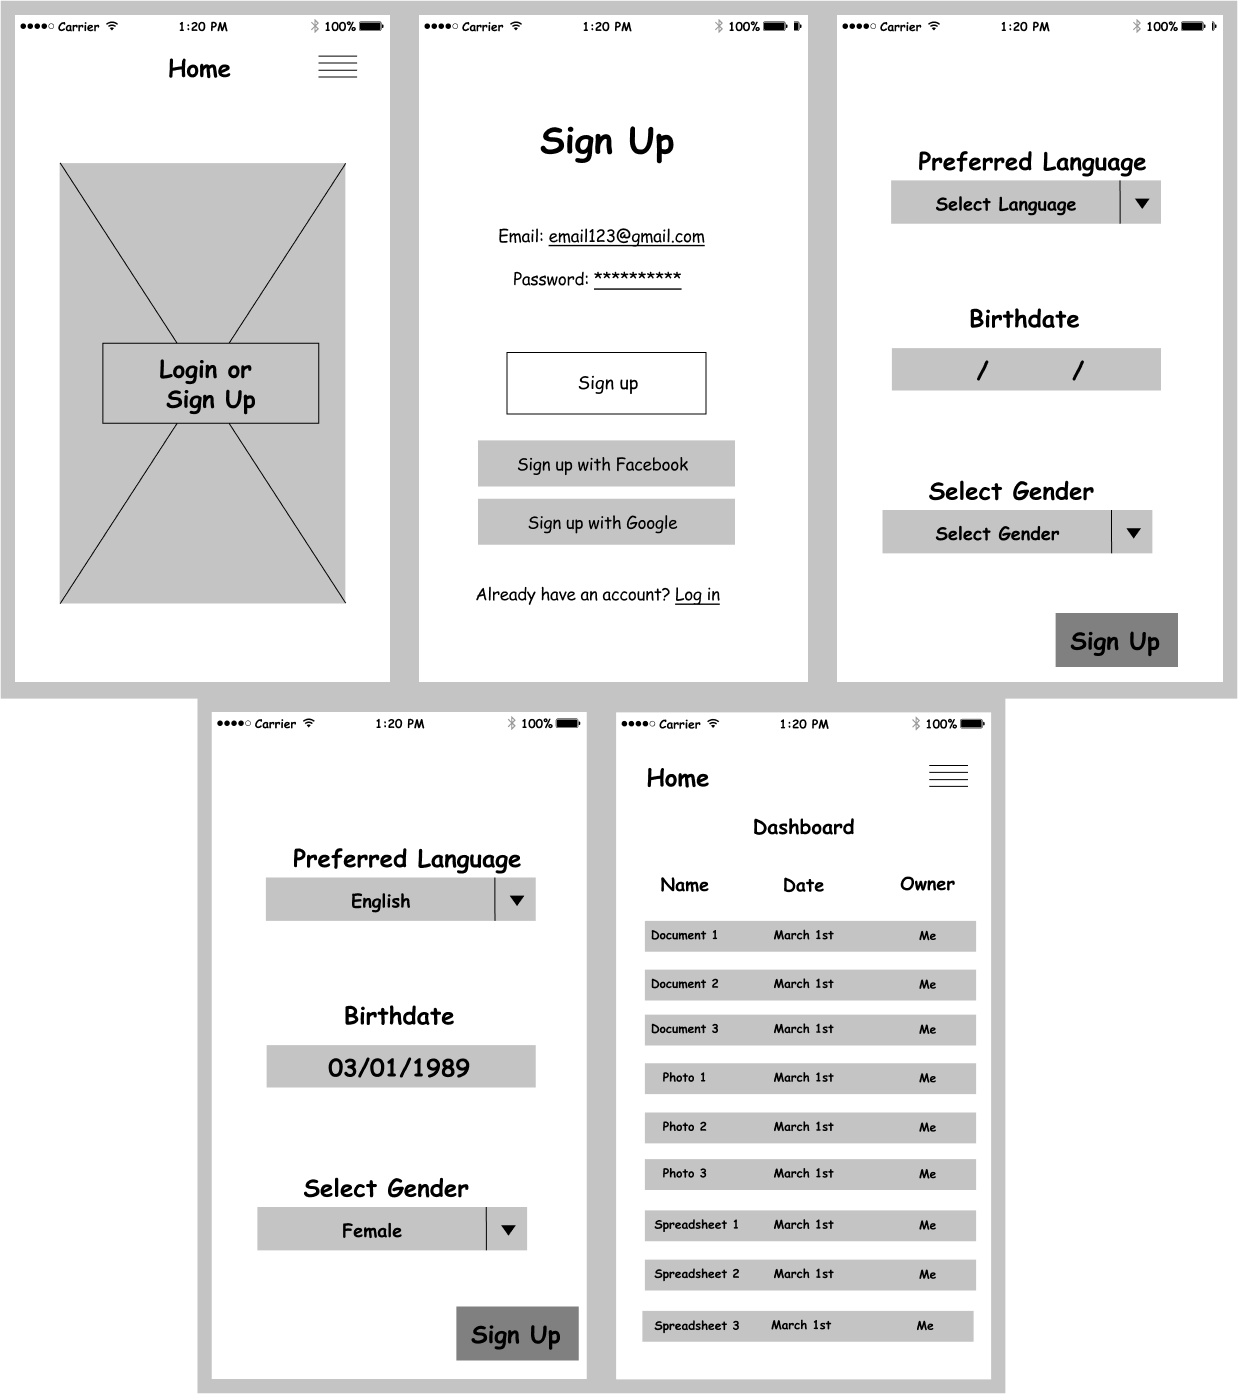 Carrier 1:20 PM 100%
Home
Login or
Sign Up
Carrier 1:20 PM 100%
Sign Up
Email: email123@gmail.com
Password: **********
Sign up
Sign up with Facebook
Sign up with Google
Already have an account? Log in
Carrier 1:20 PM 100%
Preferred Language
Select Language
Birthdate
/ /
Select Gender
Select Gender
Sign Up
Carrier 1:20 PM 100%
Preferred Language
English
Birthdate
03/01/1989
Select Gender
Female
Sign Up
Carrier 1:20 PM 100%
Home
Dashboard
Name Date Owner
Document 1 March 1st Me
Document 2 March 1st Me
Document 3 March 1st Me
Photo 1 March 1st Me
Photo 2 March 1st Me
Photo 3 March 1st Me
Spreadsheet 1 March 1st Me
Spreadsheet 2 March 1st Me
Spreadsheet 3 March 1st Me